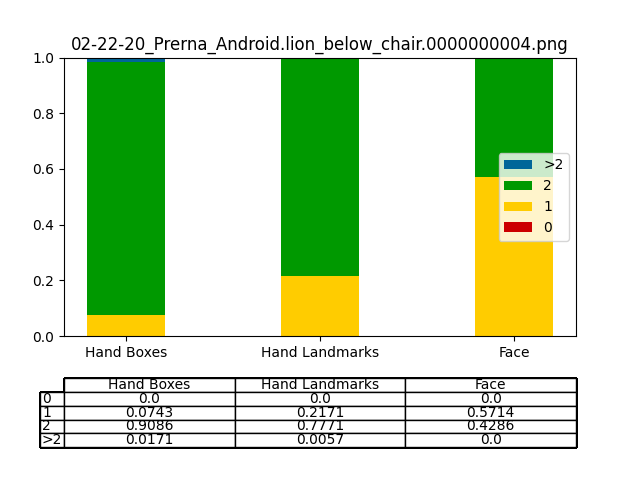 02-22-20_Prerna_Android.lion_below_chair.0000000004.png
1.0
0.8
0.6
0.4
0.2
0.0
>2
2
1
0
Hand Boxes Hand Landmarks Face
Hand Boxes Hand Landmarks Face
0 0.0 0.0 0.0
1 0.0743 0.2171 0.5714
2 0.9086 0.7771 0.4286
>2 0.0171 0.0057 0.0